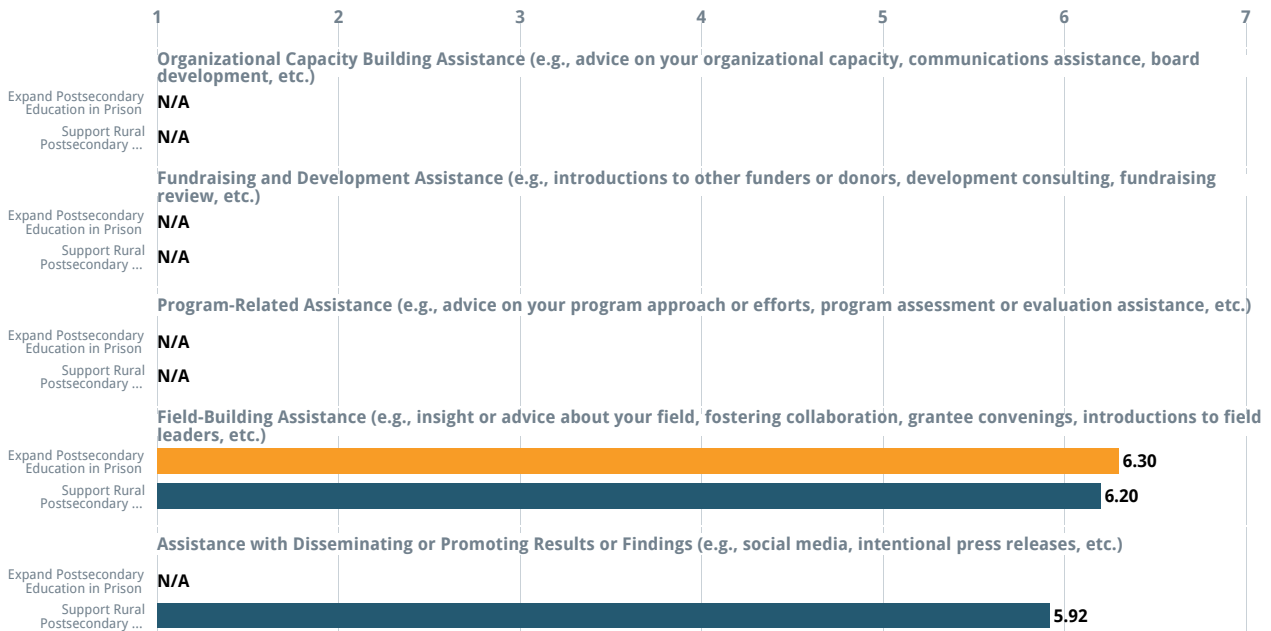 1 2 3 4 5 6 7
Organizational Capacity Building Assistance (e.g., advice on your organizational capacity, communications assistance, board
development, etc.)
Expand Postsecondary
Education in Prison
N/A
Support Rural
Postsecondary ...
N/A
Fundraising and Development Assistance (e.g., introductions to other funders or donors, development consulting, fundraising
review, etc.)
Expand Postsecondary
Education in Prison
N/A
Support Rural
Postsecondary ...
N/A
Program-Related Assistance (e.g., advice on your program approach or efforts, program assessment or evaluation assistance, etc.)
Expand Postsecondary
Education in Prison
N/A
Support Rural
Postsecondary ...
N/A
Field-Building Assistance (e.g., insight or advice about your field, fostering collaboration, grantee convenings, introductions to field
leaders, etc.)
Expand Postsecondary
Education in Prison
6.30
Support Rural
Postsecondary ...
6.20
Assistance with Disseminating or Promoting Results or Findings (e.g., social media, intentional press releases, etc.)
Expand Postsecondary
Education in Prison
N/A
Support Rural
Postsecondary ...
5.92